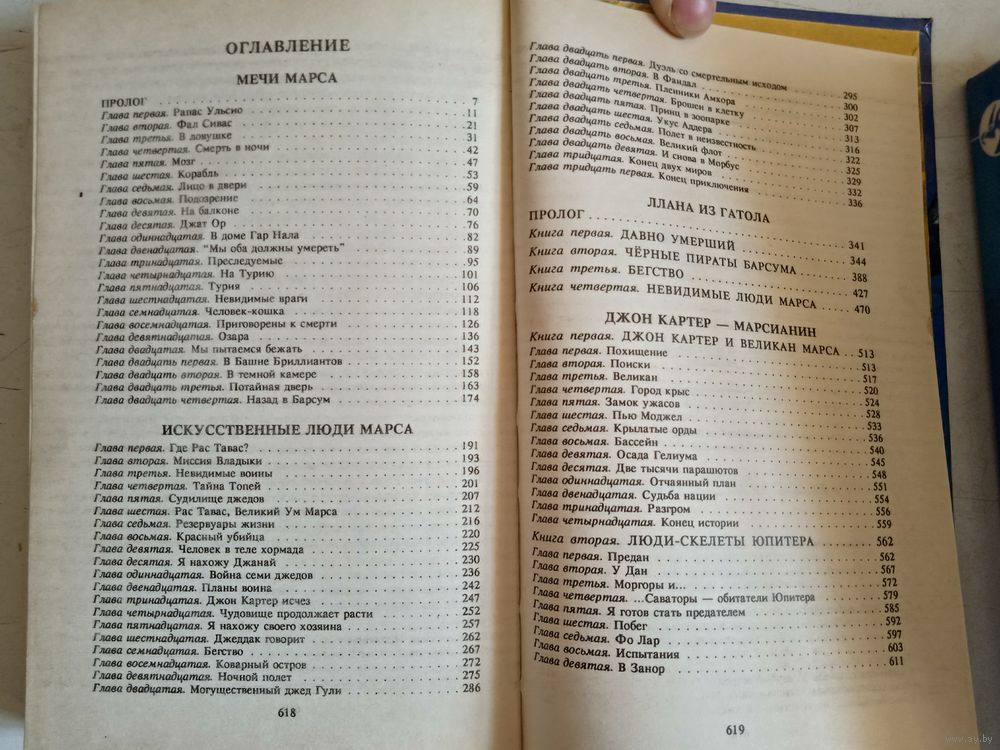 ОГЛАВЛЕНИЕ
МЕЧИ МАРСА
ПРОЛОГ 7
Глава первая. Рапас Ульсио 11
Глава вторая. Фал Сивас 21
Глава третья. В ловушке 31
Глава четвертая. Смерть в ночи 42
Глава пятая. Мозг 47
Глава шестая. Корабль 53
Глава седьмая. Лицо в двери 59
Глава восьмая. Подозрение 64
Глава девятая. На балконе 70
Глава десятая. Джат Ор 76
Глава одиннадцатая. В доме Гар Нала 82
Глава двенадцатая. "Мы оба должны умереть" 89
Глава тринадцатая. Преследуемые 95
Глава четырнадцатая. На Турию 101
Глава пятнадцатая. Турия 106
Глава шестнадцатая. Невидимые враги 112
Глава семнадцатая. Человек-кошка 118
Глава восемнадцатая. Приговорены к смерти 126
Глава девятнадцатая. Озара 136
Глава двадцатая. Мы пытаемся бежать 143
Глава двадцать первая. В Башне Бриллиантов 152
Глава двадцать вторая. В темной камере 158
Глава двадцать третья. Потайная дверь 163
Глава двадцать четвертая. Назад в Барсум 174
ИСКУССТВЕННЫЕ ЛЮДИ МАРСА
Глава первая. Где Рас Тавас? 191
Глава вторая. Миссия Владыки 193
Глава третья. Невидимые воины 196
Глава четвертая. Тайна Топей 201
Глава пятая. Судилище джедов 207
Глава шестая. Рас Тавас, Великий Ум Марса 212
Глава седьмая. Резервуары жизни 216
Глава восьмая. Красный убийца 220
Глава девятая. Человек в теле хормада 225
Глава десятая. Я нахожу Джанай 230
Глава одиннадцатая. Война семи джедов 236
Глава двенадцатая. Планы воина 242
Глава тринадцатая. Джон Картер исчез 247
Глава четырнадцатая. Чудовище продолжает расти 252
Глава пятнадцатая. Я нахожу своего хозяина 257
Глава шестнадцатая. Джеддак говорит 262
Глава семнадцатая. Бегство 267
Глава восемнадцатая. Коварный остров 272
Глава девятнадцатая. Ночной полет 275
Глава двадцатая. Могущественный джед Гули 286
618
Глава двадцать первая. Дуэль со смертельным исходом 295
Глава двадцать вторая. В Фандал 300
Глава двадцать третья. Пленники Амхора 302
Глава двадцать четвертая. Брошен в клетку 307
Глава двадцать пятая. Принц в зоопарке 313
Глава двадцать шестая. Укус Аддера 316
Глава двадцать седьмая. Полет в неизвестность 322
Глава двадцать восьмая. Великий флот 325
Глава двадцать девятая. И снова в Морбус 329
Глава тридцатая. Конец двух миров 332
Глава тридцать первая. Конец приключения 336
ЛЛАНА ИЗ ГАТОЛА
ПРОЛОГ 341
Книга первая. ДАВНО УМЕРШИЙ 344
Книга вторая. ЧЁРНЫЕ ПИРАТЫ БАРСУМА 388
Книга третья. БЕГСТВО 427
Книга четвертая. НЕВИДИМЫЕ ЛЮДИ МАРСА 470
ДЖОН КАРТЕР — МАРСИАНИН
Книга первая. ДЖОН КАРТЕР И ВЕЛИКАН МАРСА 513
Глава первая. Похищение 513
Глава вторая. Поиски 517
Глава третья. Великан 520
Глава четвертая. Город крыс 524
Глава пятая. Замок ужасов 528
Глава шестая. Пью Моджел 533
Глава седьмая. Крылатые орды 536
Глава восьмая. Бассейн 540
Глава девятая. Осада Гелиума 545
Глава десятая. Две тысячи парашютов 548
Глава одиннадцатая. Отчаянный план 551
Глава двенадцатая. Судьба нации 554
Глава тринадцатая. Разгром 556
Глава четырнадцатая. Конец истории 559
Книга вторая. ЛЮДИ-СКЕЛЕТЫ ЮПИТЕРА 562
Глава первая. Предан 562
Глава вторая. У Дан 567
Глава третья. Моргоры и... 572
Глава четвертая. ...Саваторы — обитатели Юпитера 579
Глава пятая. Я готов стать предателем 585
Глава шестая. Побег 592
Глава седьмая. Фо Лар 597
Глава восьмая. Испытания 603
Глава девятая. В Занор 611
619
www.ay.by